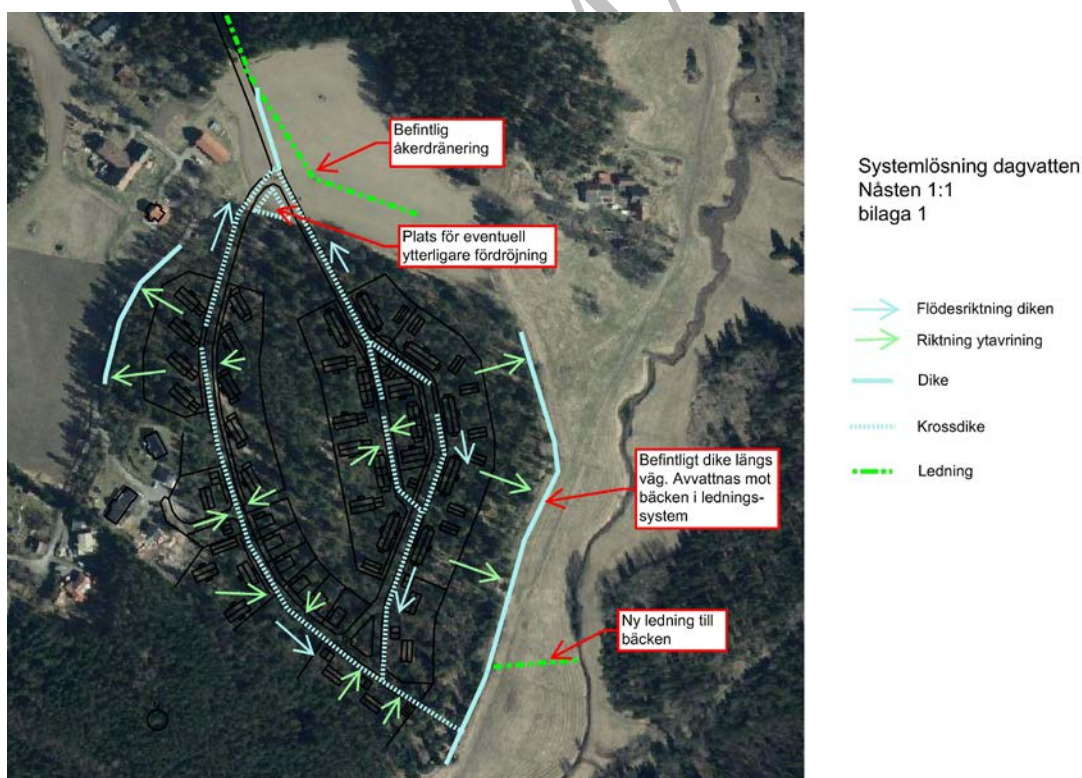 Befintlig
åkerdränering
Plats för eventuell
ytterligare fördröjning
Befintligt dike längs
väg. Avvattnas mot
bäcken i lednings-
system
Ny ledning till
bäcken
Systemlösning dagvatten
Nåsten 1:1
bilaga 1
Flödesriktning diken
Riktning ytavrining
Dike
Krossdike
Ledning